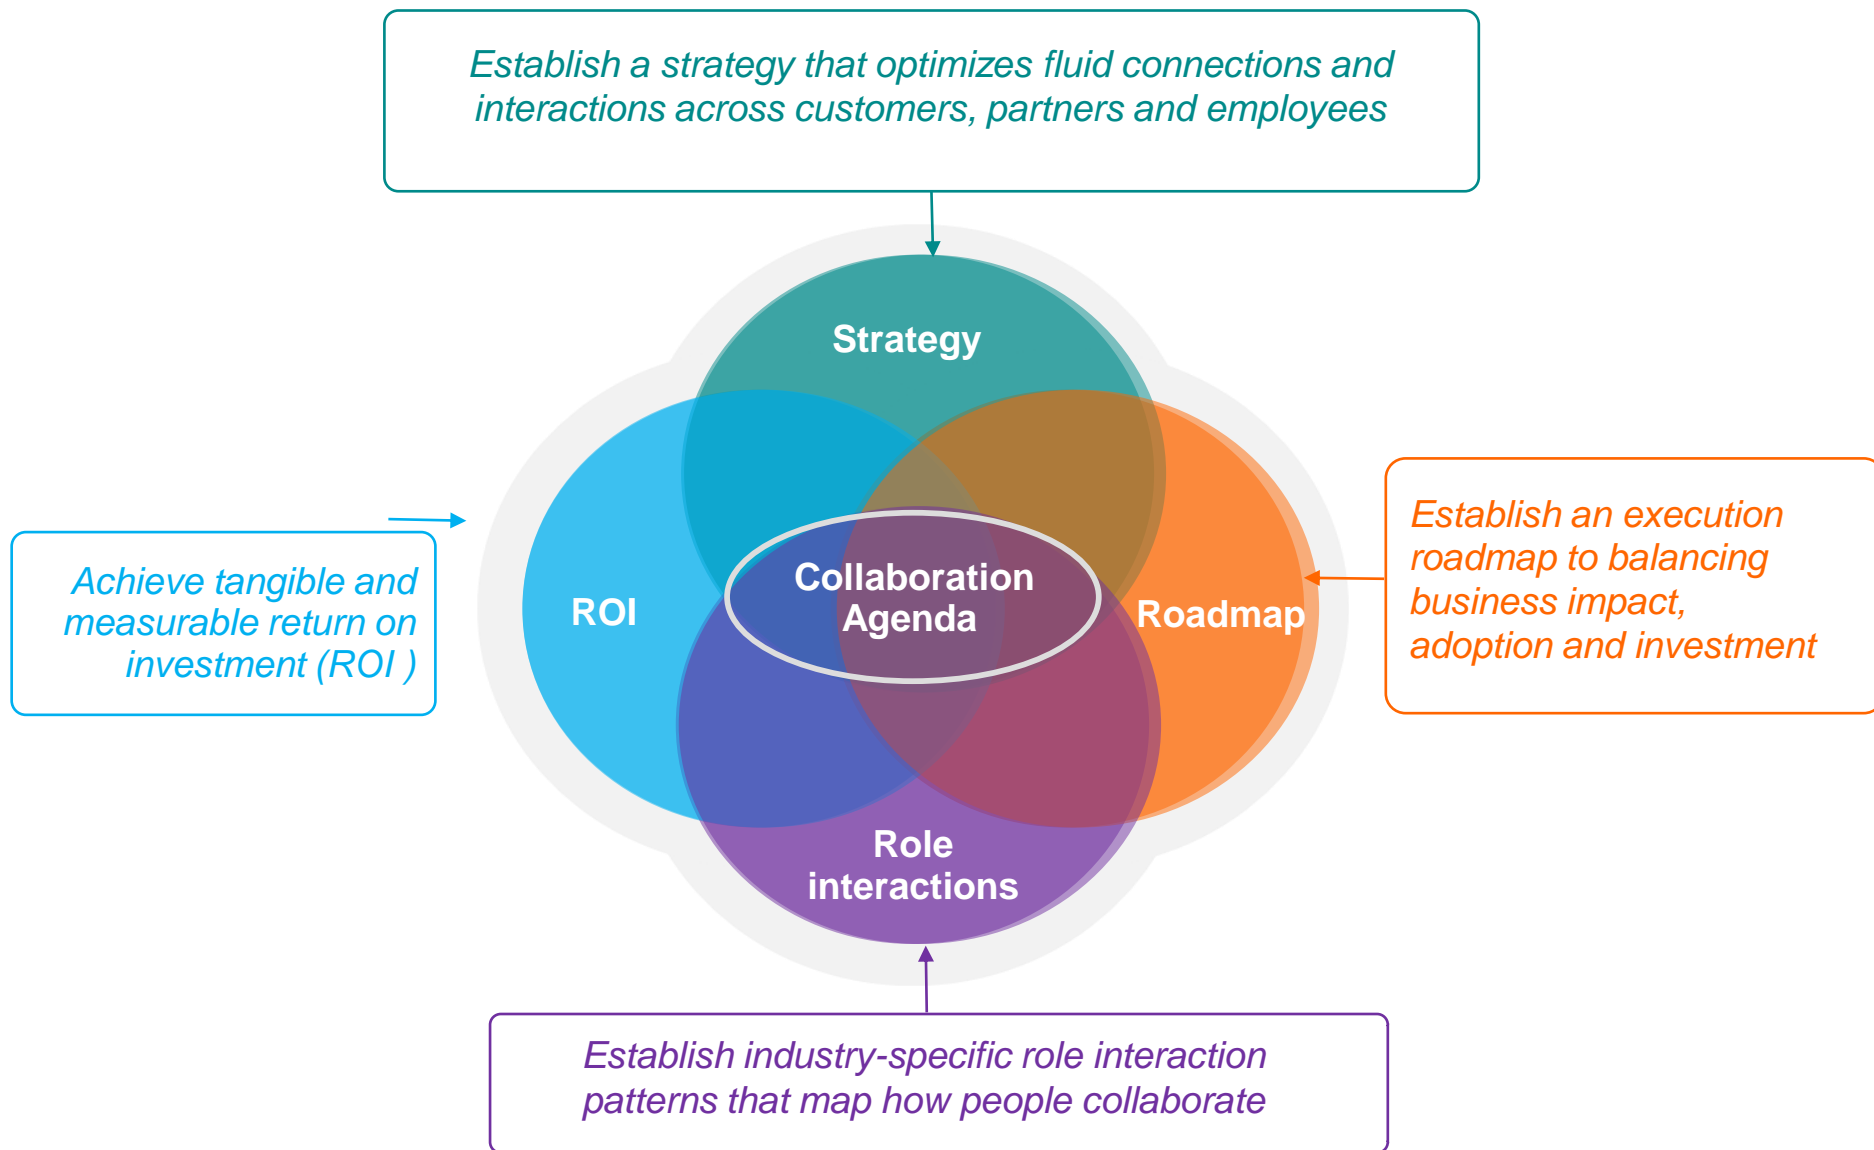 Establish a strategy that optimizes fluid connections and
interactions across customers, partners and employees
Strategy
Achieve tangible and
measurable return on
investment (ROI )
ROI
Collaboration
Agenda
Roadmap
Establish an execution
roadmap to balancing
business impact,
adoption and investment
Role
interactions
Establish industry-specific role interaction
patterns that map how people collaborate